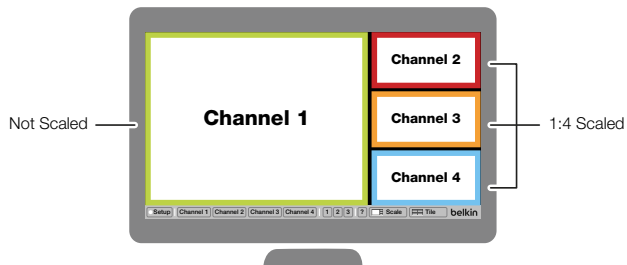 Not Scaled
Channel 1
Channel 2
Channel 3
Channel 4
1:4 Scaled
Setup Channel 1 Channel 2 Channel 3 Channel 4 1 2 3 ? Scale Tile belkin